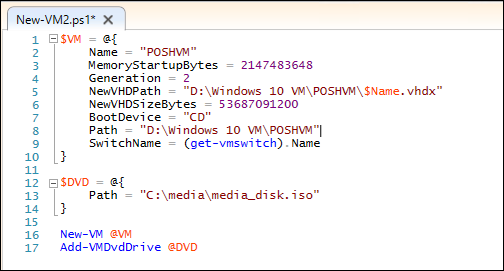 New-VM2.ps1*
1 $VM = @{
2 Name = "POSHVM"
3 MemoryStartupBytes = 2147483648
4 Generation = 2
5 NewVHDPath = "D:\Windows 10 VM\POSHVM\$Name.vhdx"
6 NewVHDSizeBytes = 53687091200
7 BootDevice = "CD"
8 Path = "D:\Windows 10 VM\POSHVM"
9 SwitchName = (get-vmswitch).Name
10 }
11
12 $DVD = @{
13 Path = "C:\media\media_disk.iso"
14 }
15
16 New-VM @VM
17 Add-VMDvdDrive @DVD